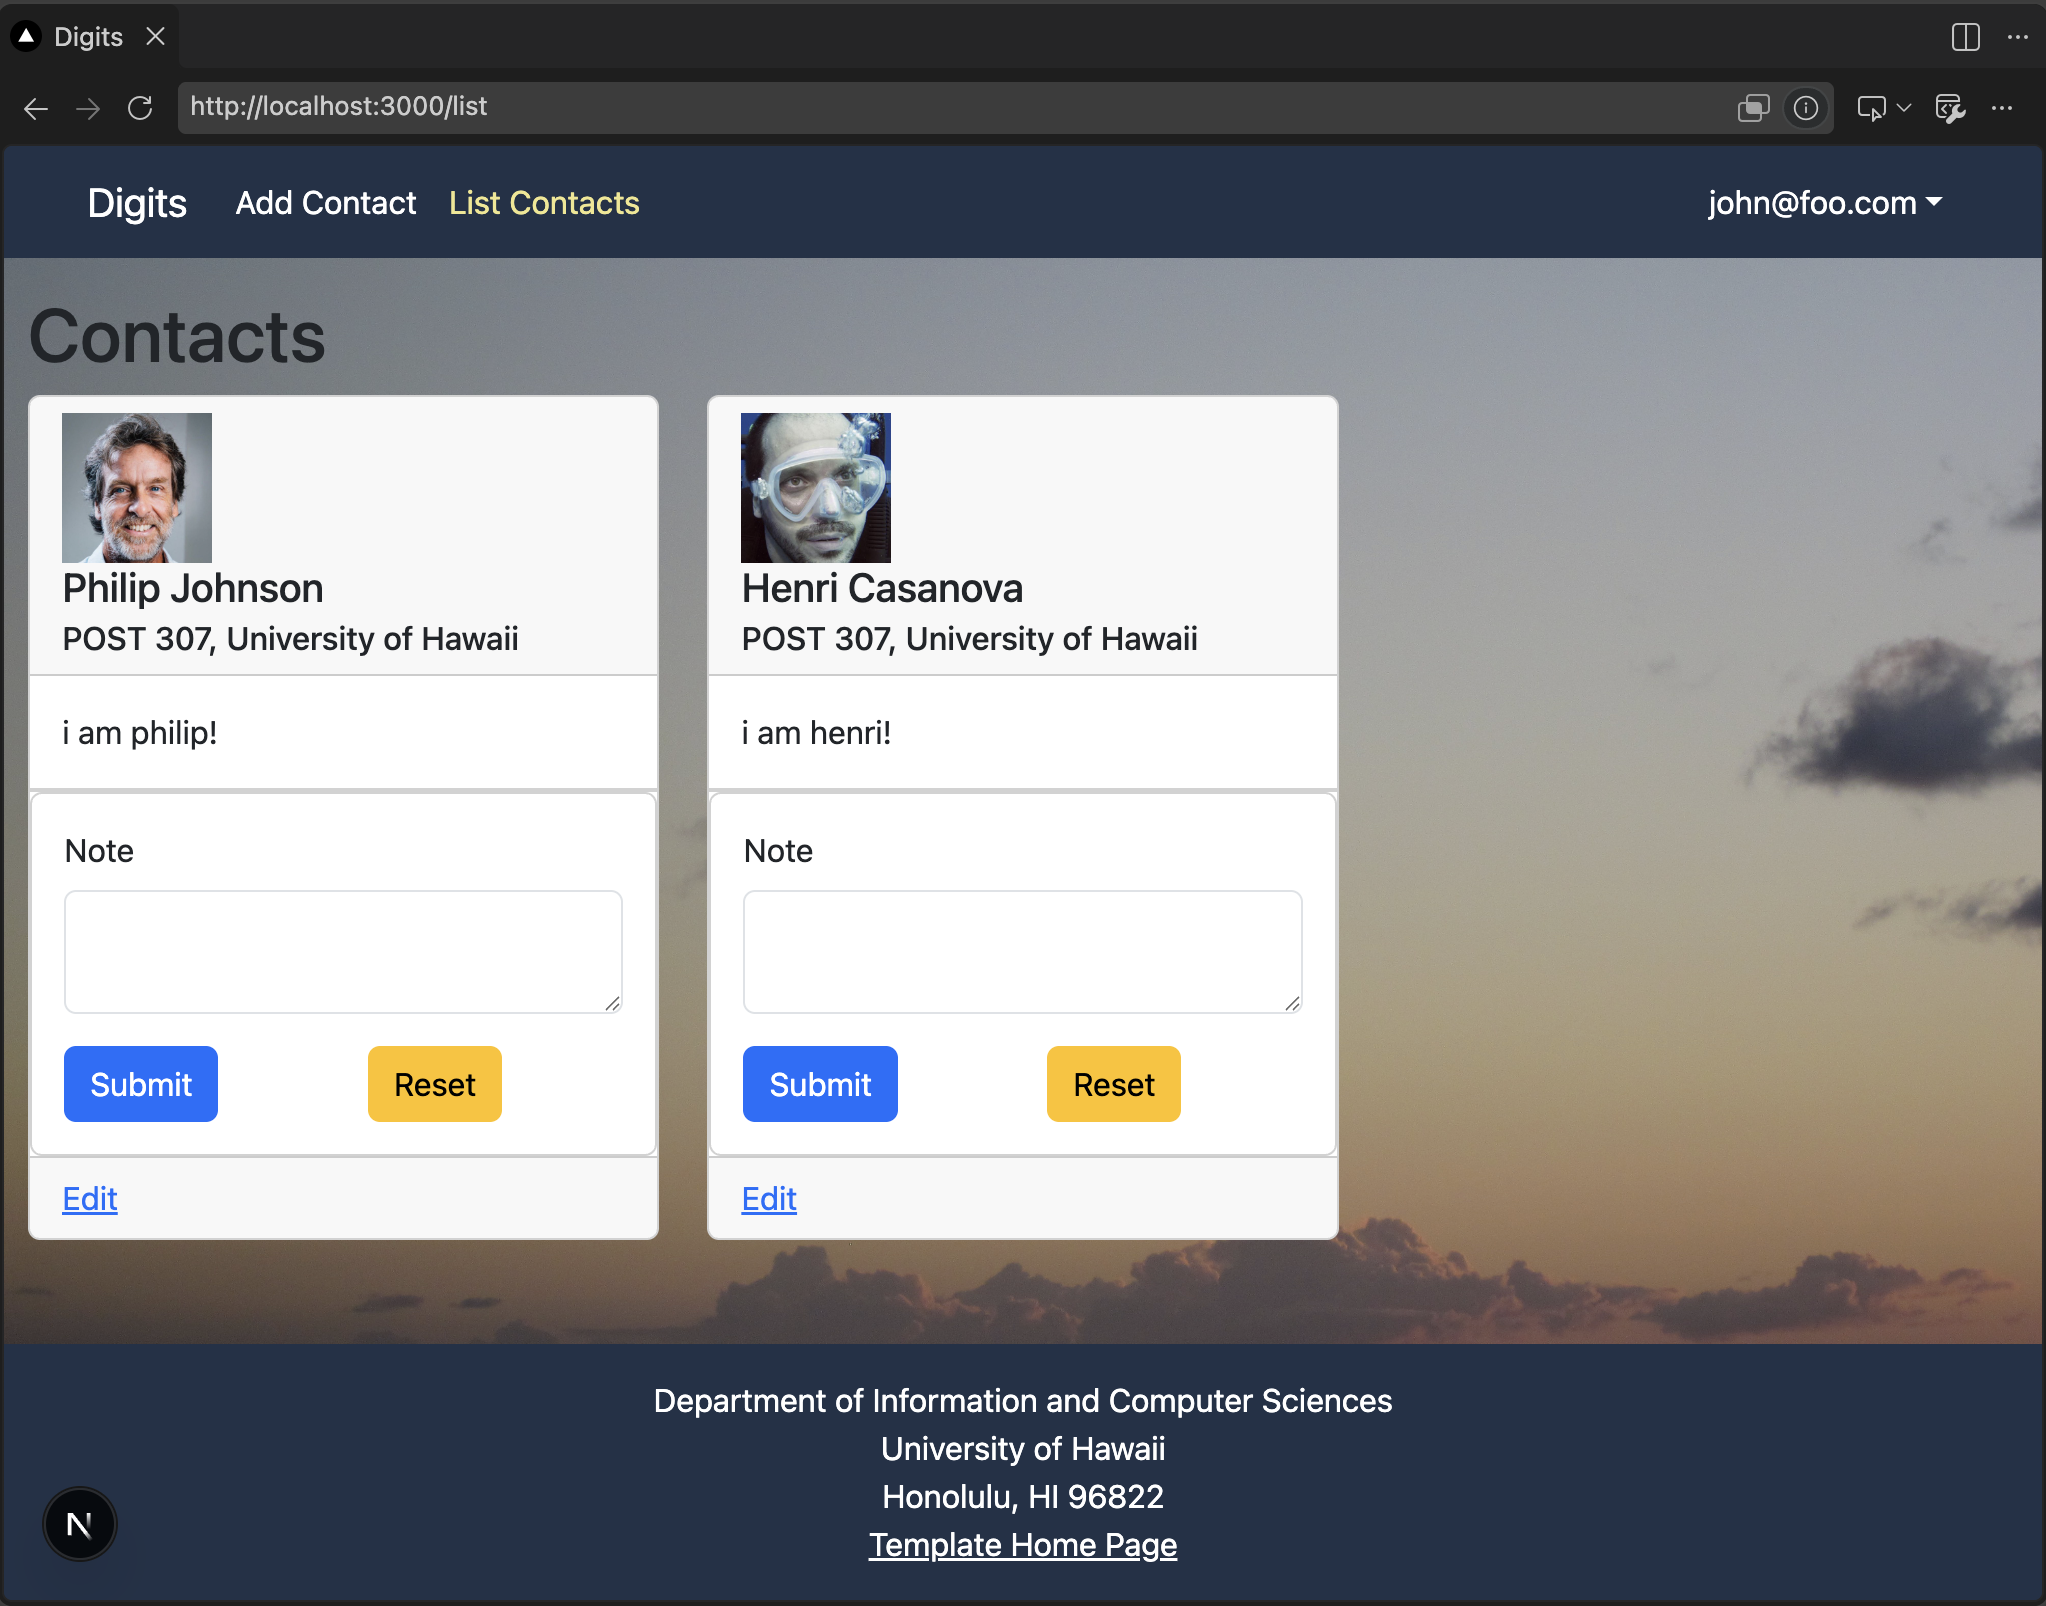 Digits
http://localhost:3000/list
Digits Add Contact List Contacts john@foo.com
Contacts
Philip Johnson
POST 307, University of Hawaii
i am philip!
Note
Submit Reset
Edit
Henri Casanova
POST 307, University of Hawaii
i am henri!
Note
Submit Reset
Edit
Department of Information and Computer Sciences
University of Hawaii
Honolulu, HI 96822
Template Home Page
N